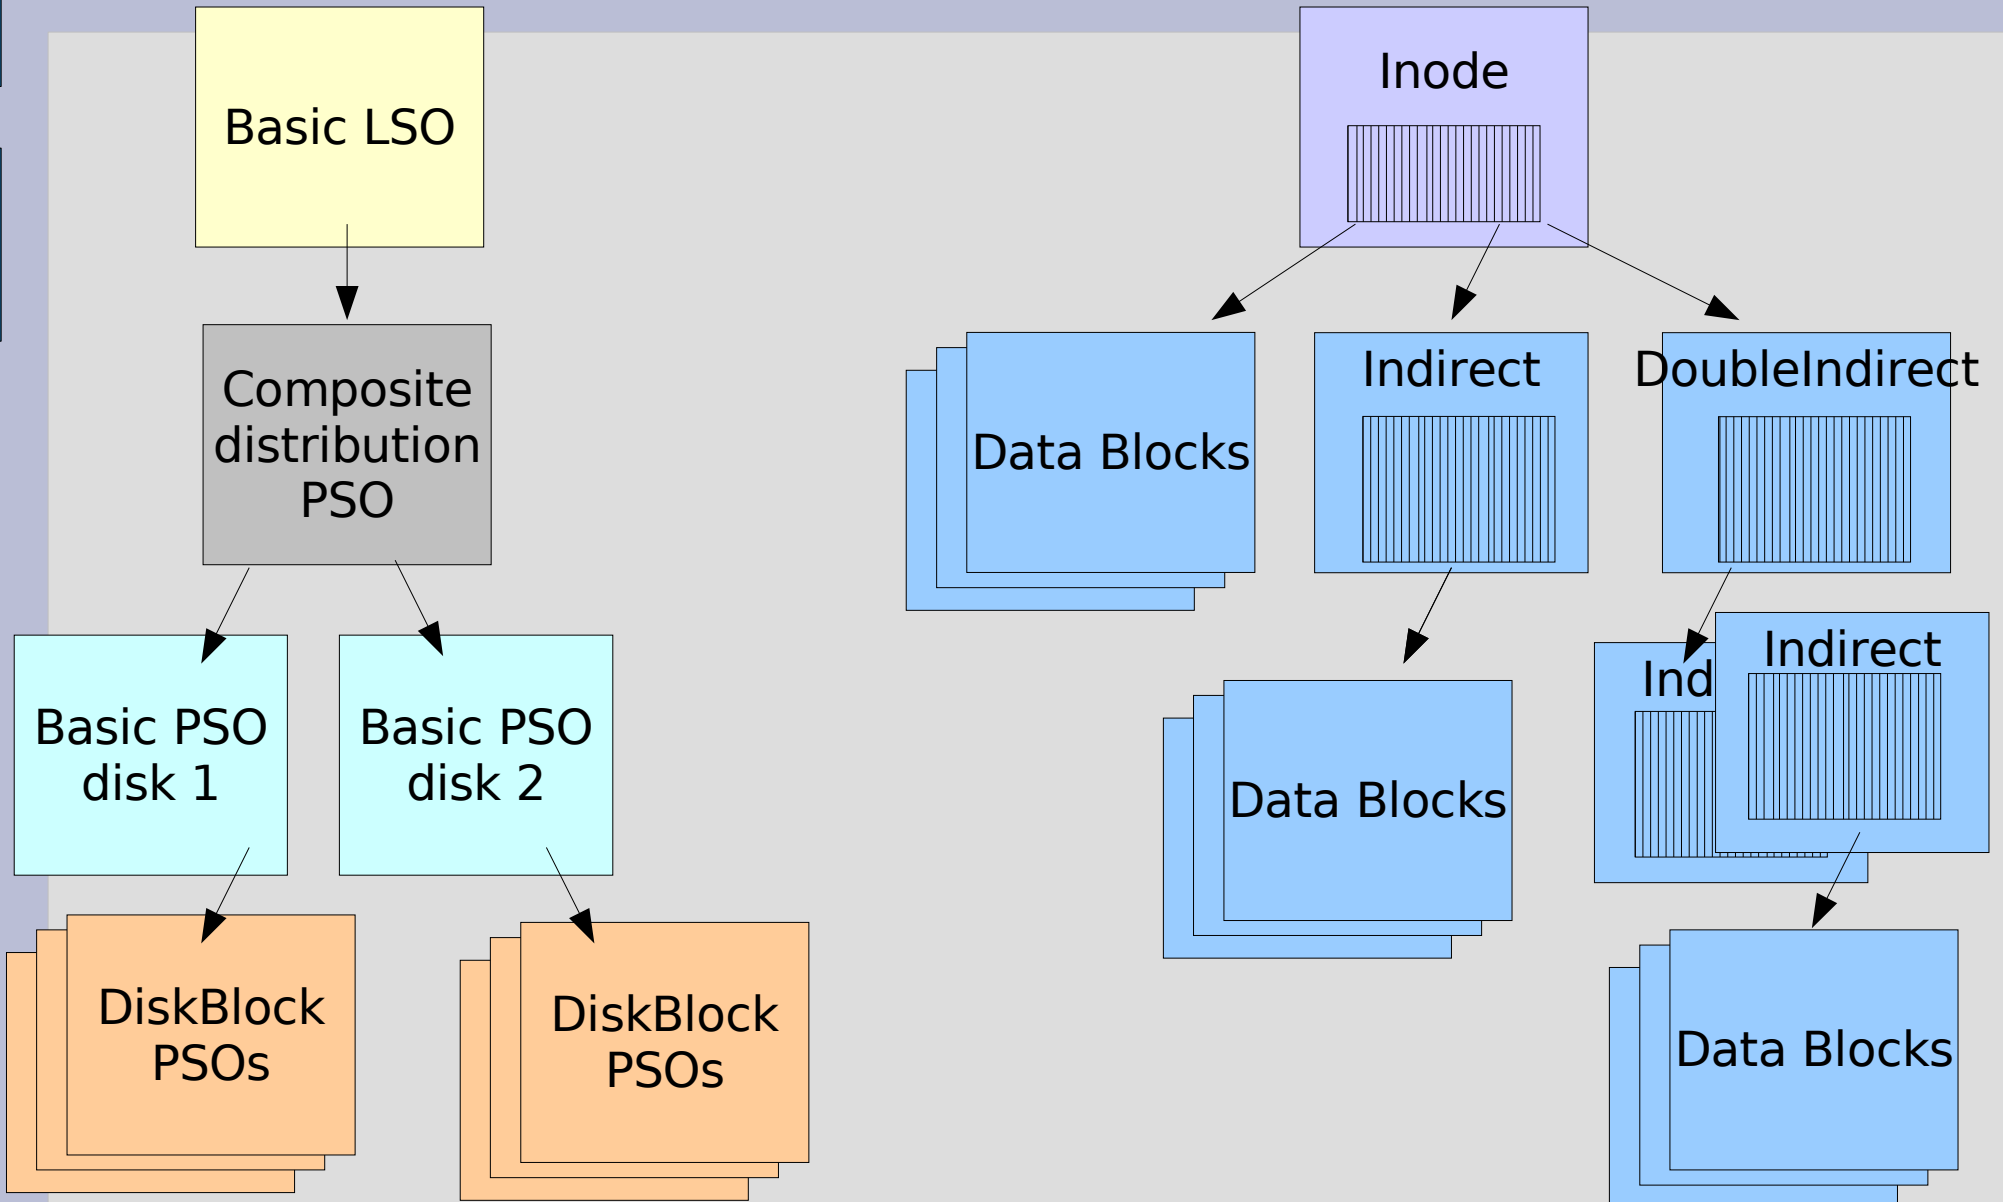 Basic LSO
Composite
distribution
PSO
Basic PSO
disk 1
Basic PSO
disk 2
DiskBlock
PSOs
DiskBlock
PSOs
Inode
Data Blocks
Indirect
DoubleIndirect
Data Blocks
Ind
Indirect
Data Blocks